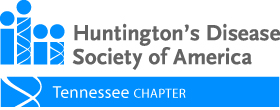 Huntington's Disease
Society of America
Tennessee CHAPTER